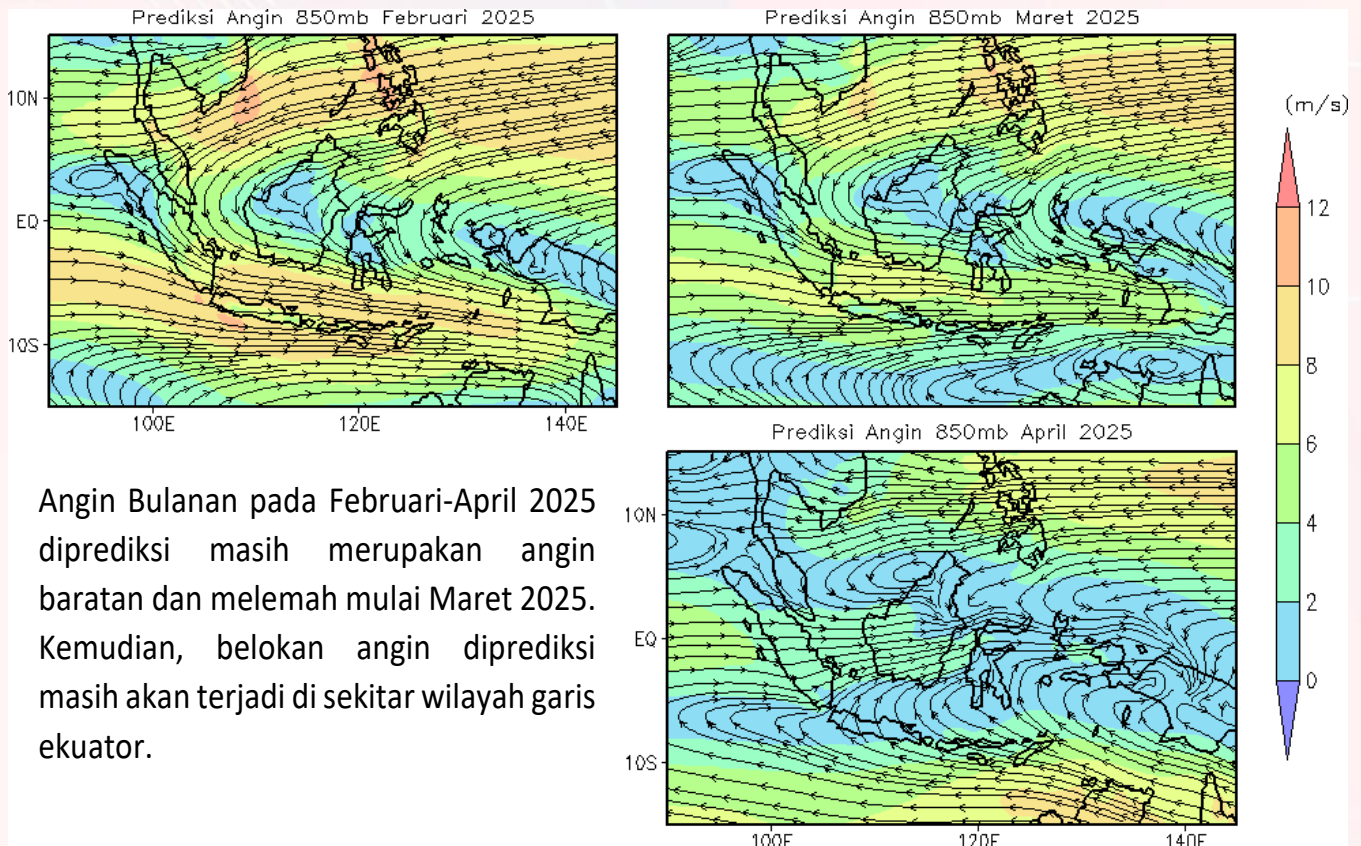 Prediksi Angin 850mb Februari 2025
Prediksi Angin 850mb Maret 2025
10N
EQ
10S
100E
120E
140E
(m/s)
12
10
8
6
4
2
0
Prediksi Angin 850mb April 2025
10N
EQ
10S
100E
120E
140E
Angin Bulanan pada Februari-April 2025
diprediksi masih merupakan angin
baratan dan melemah mulai Maret 2025.
Kemudian, belokan angin diprediksi
masih akan terjadi di sekitar wilayah garis
ekuator.